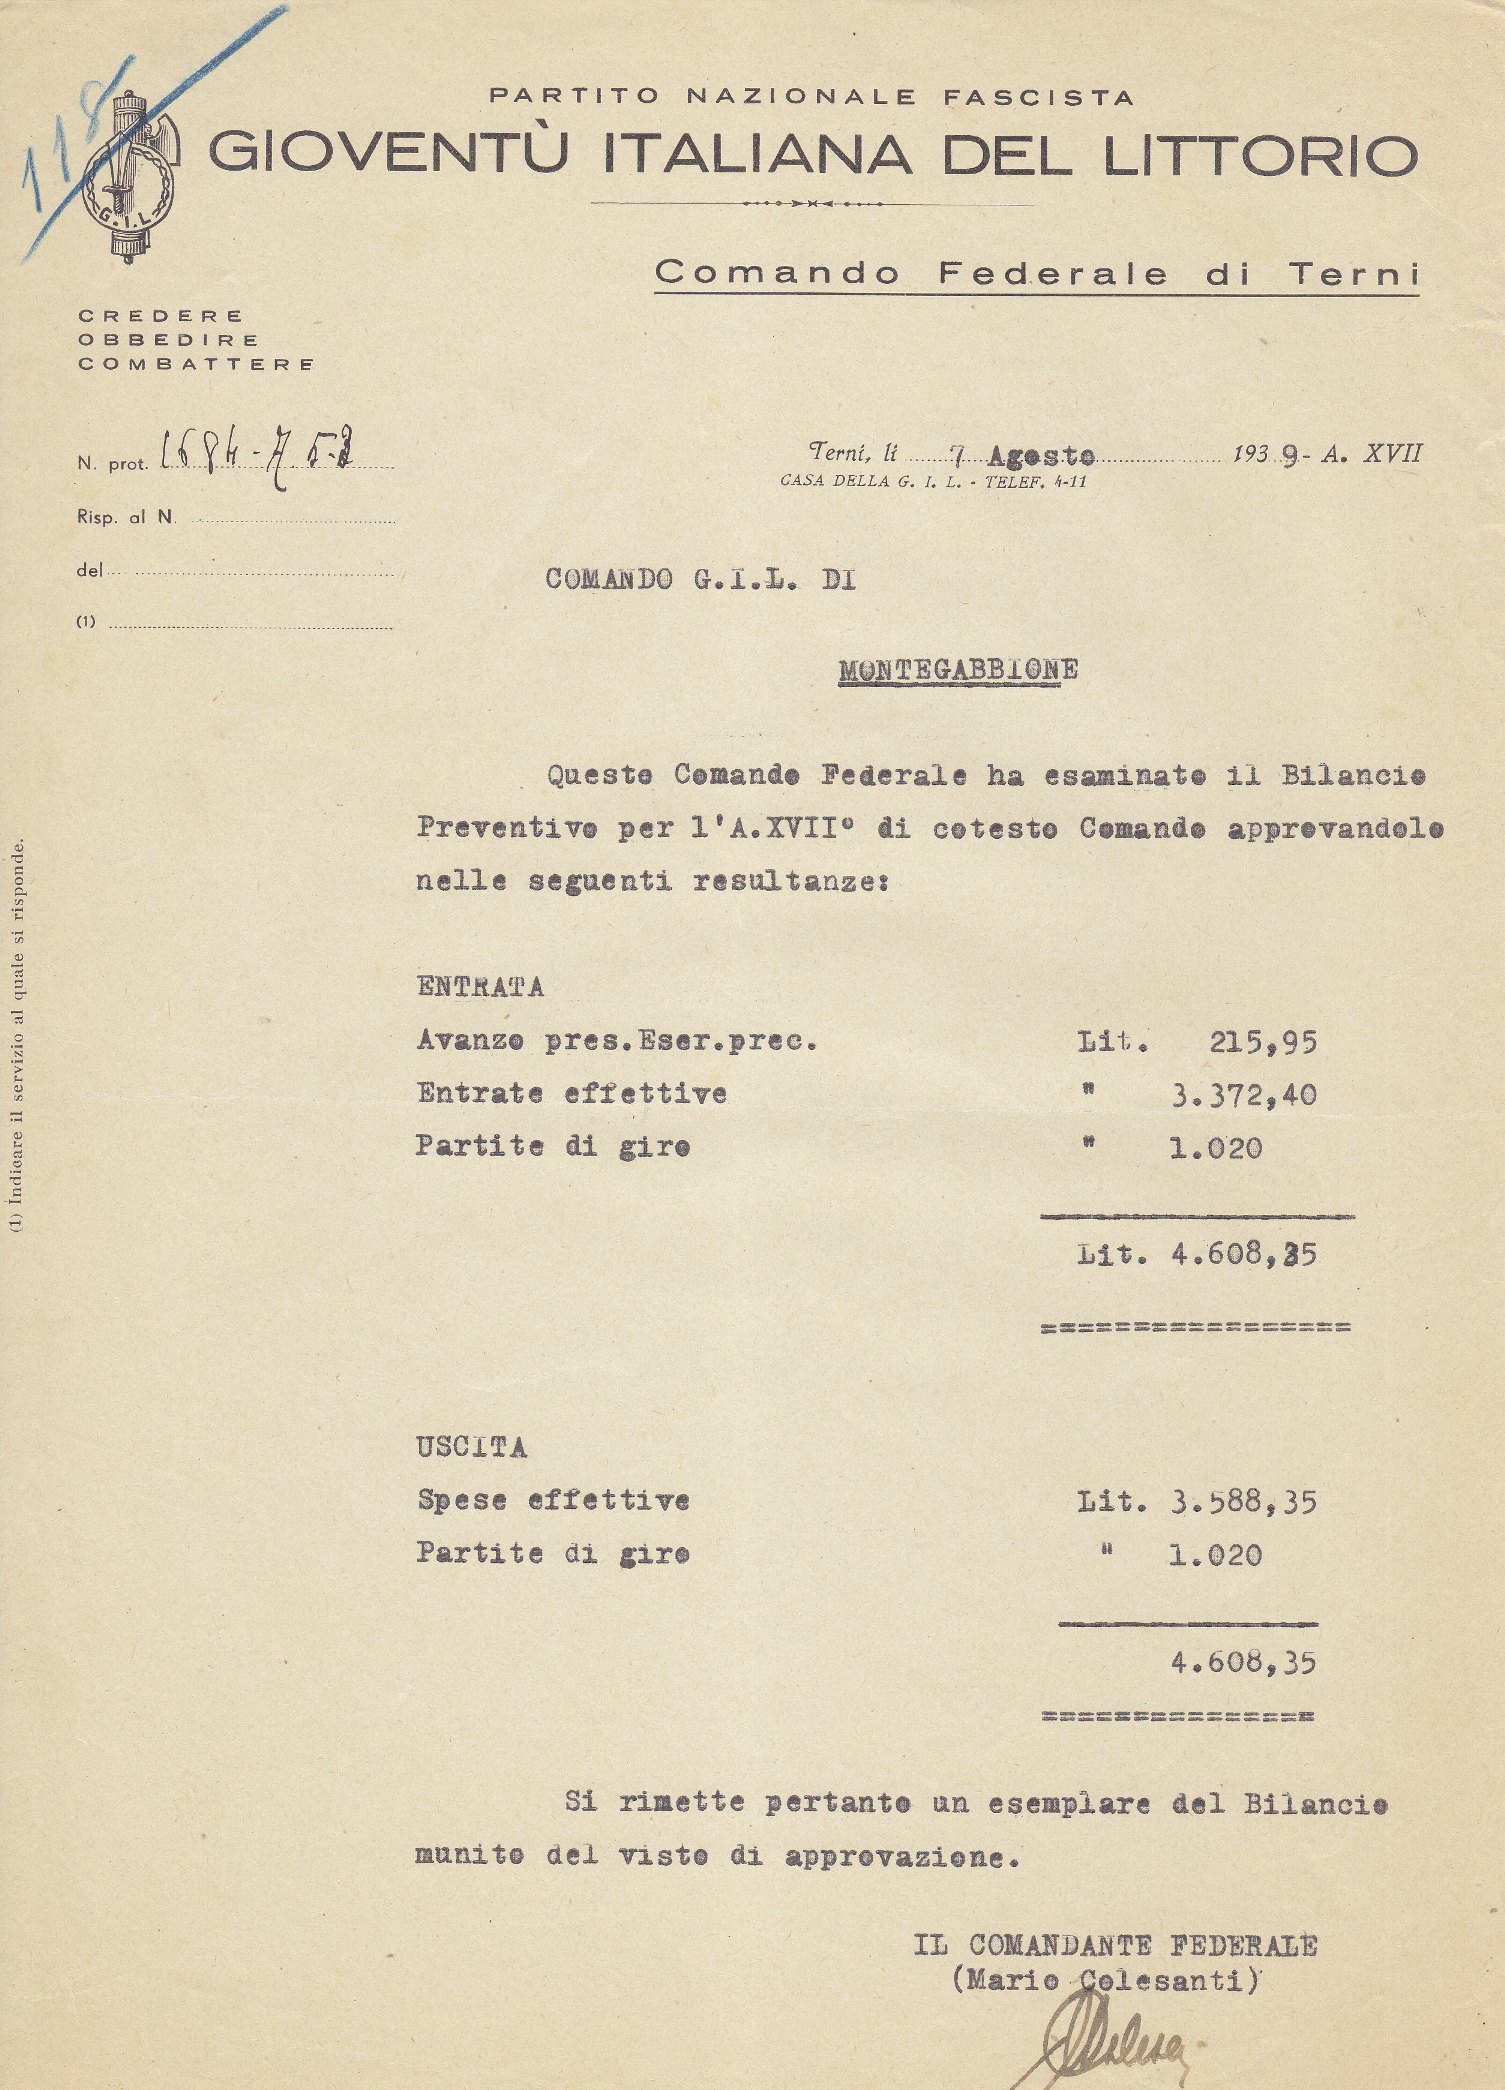 118
PARTITO NAZIONALE FASCISTA
GIOVENTÙ ITALIANA DEL LITTORIO
G.I.L
Comando Federale di Terni
CREDERE
OBBEDIRE
COMBATTERE
N. prot.
Terni, li 7 Agosto 1939- A. XVII
CASA DELLA G. I. L. - TELEF. 4-11
Risp. al N.
del
(1)
COMANDO G.I.L. DI
MONTEGABBIONE
Questo Comando Federale ha esaminato il Bilancio
Preventivo per l'A.XVII° di cotesto Comando approvandolo
nelle seguenti resultanze:
ENTRATA
Avanzo pres.Eser.prec. Lit. 215,95
Entrate effettive " 3.372,40
Partite di giro " 1.020
Lit. 4.608,35
=================
USCITA
Spese effettive Lit. 3.588,35
Partite di giro " 1.020
4.608,35
===============
Si rimette pertanto un esemplare del Bilancio
munito del visto di approvazione.
IL COMANDANTE FEDERALE
(Mario Colesanti)
(1) Indicare il servizio al quale si risponde.